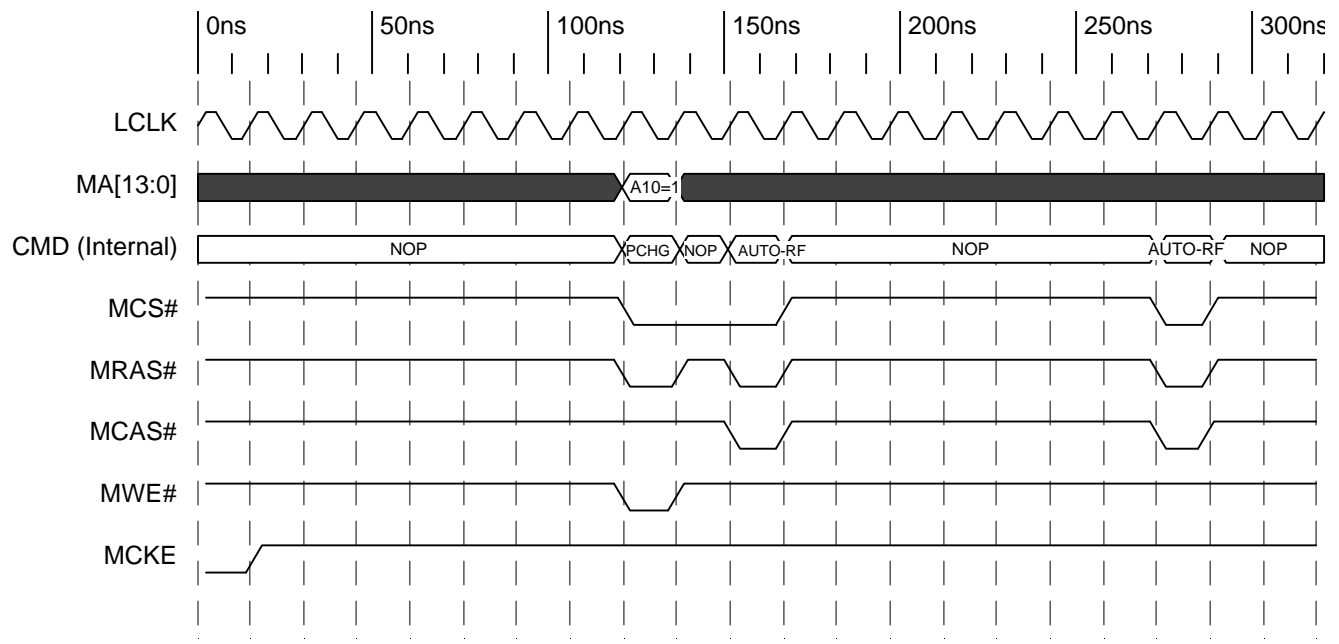 0ns 50ns 100ns 150ns 200ns 250ns 300ns
LCLK
MA[13:0] A10=1
CMD (Internal) NOP PCHG NOP AUTO-RF NOP AUTO-RF NOP
MCS#
MRAS#
MCAS#
MWE#
MCKE